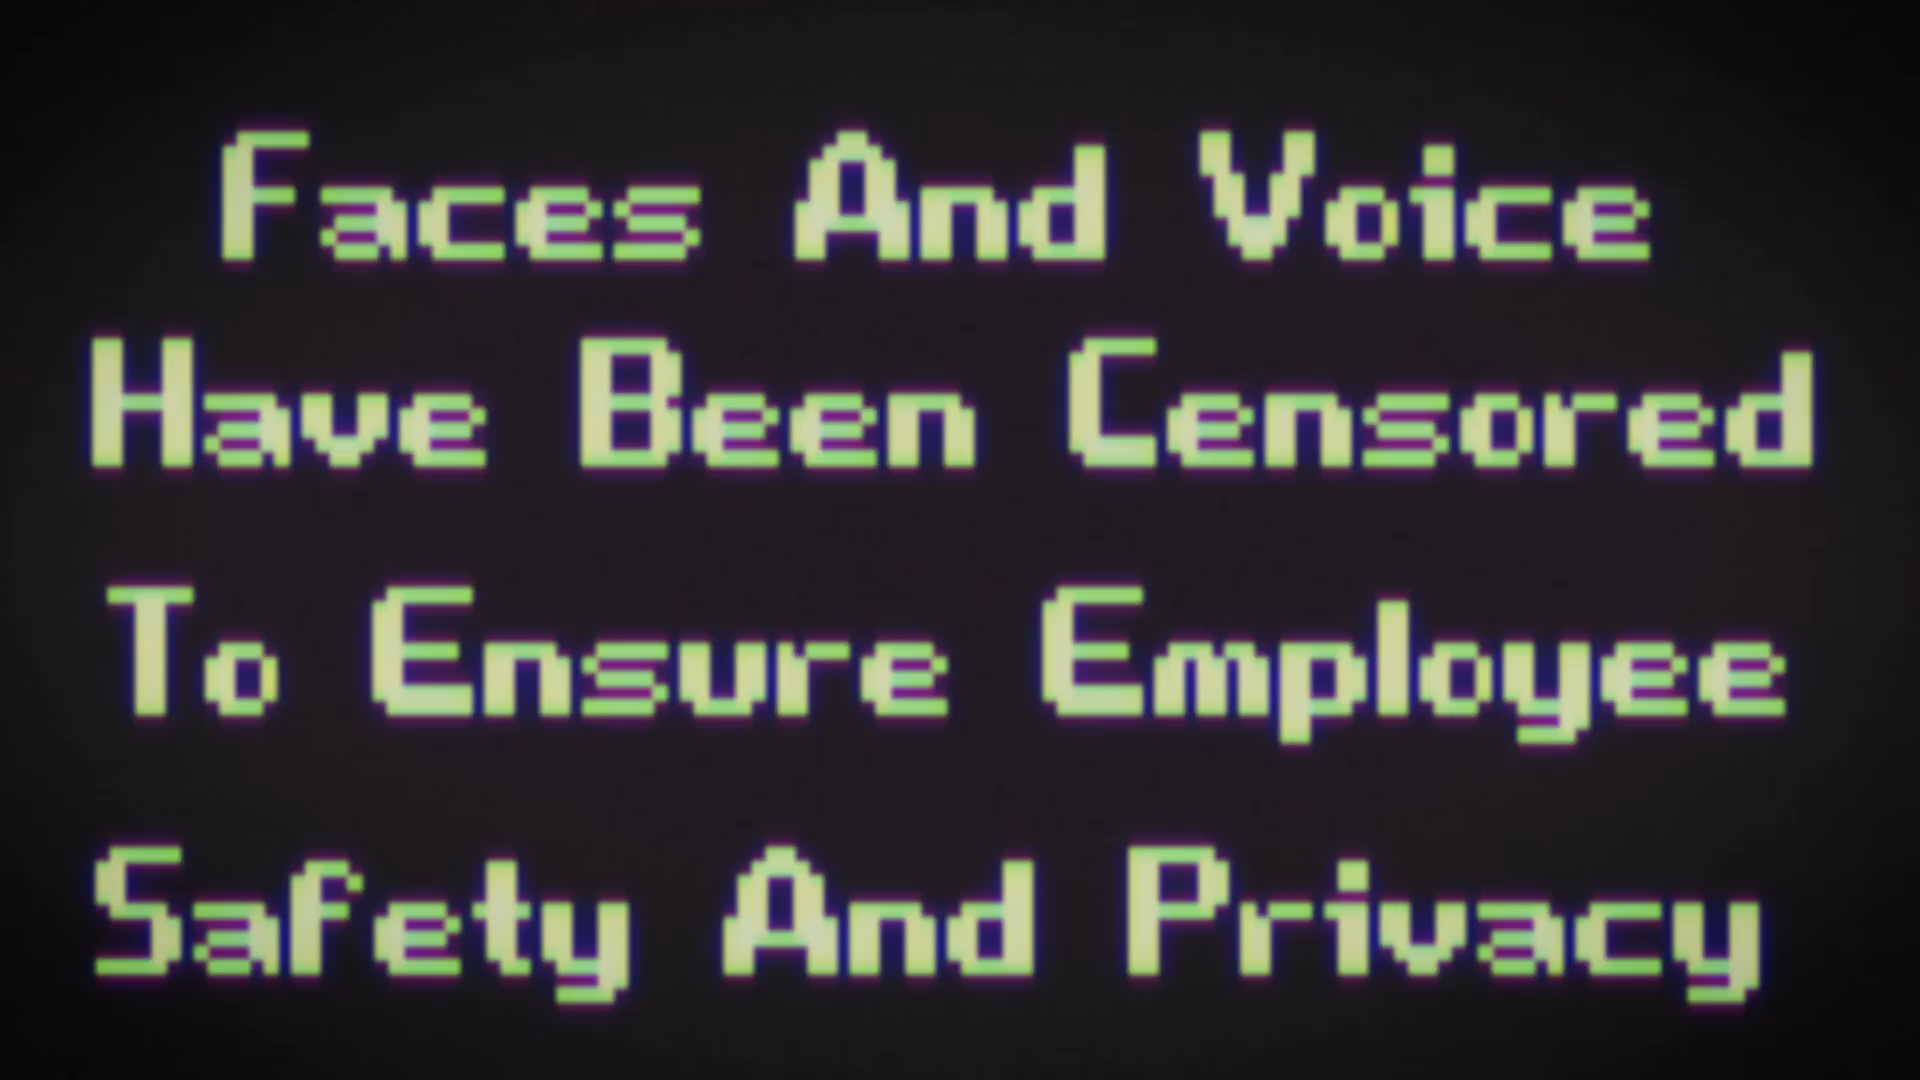 Faces And Voice
Have Been Censored
To Ensure Employee
Safety And Privacy